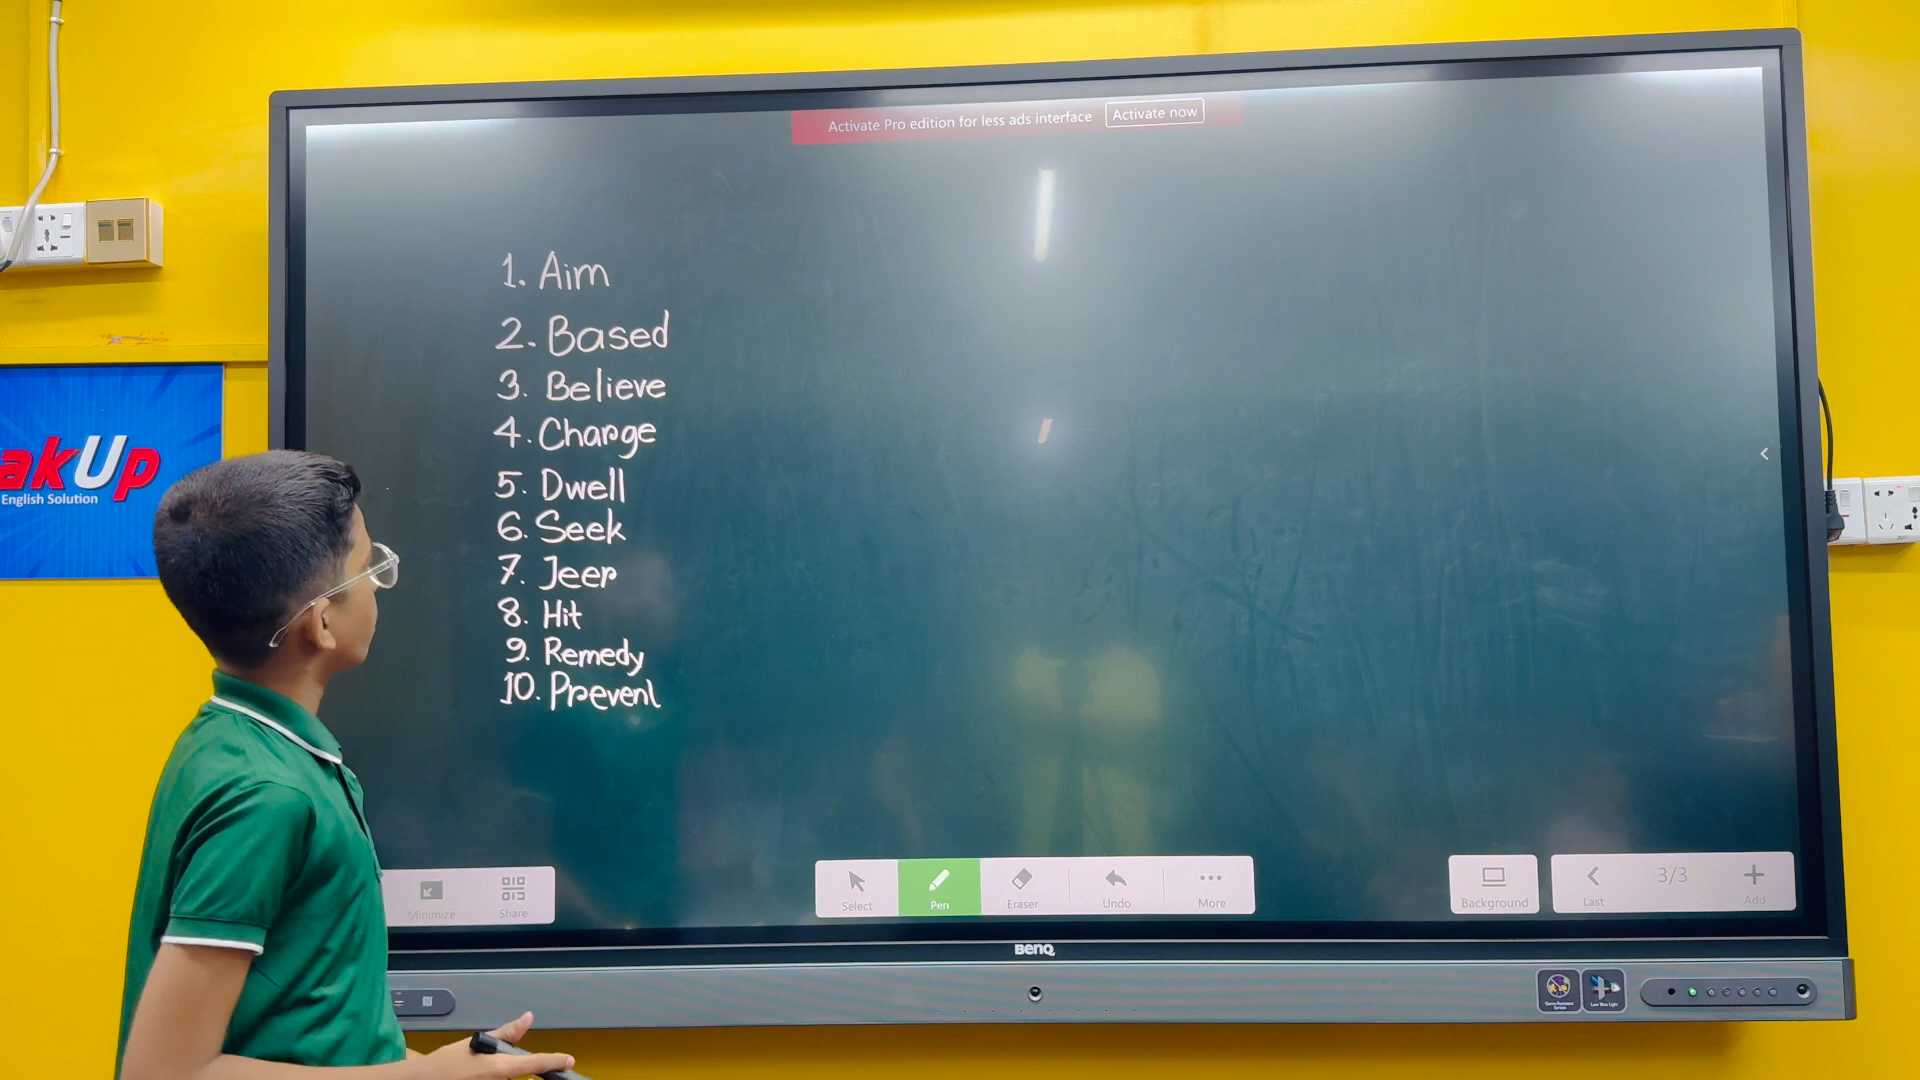 Activate Pro edition for less ads interface Activate now
1. Aim
2. Based
3. Believe
4. Change
5. Dwell
6. Seek
7. Jeer
8. Hit
9. Remedy
10. Prevent
akUp
English Solution
Minimize Share Select Pen Eraser Undo More Background Last 3/3 Add
BenQ